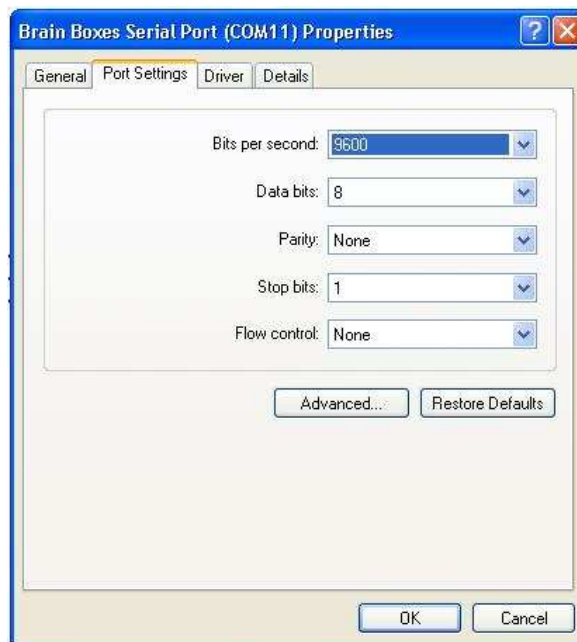 Brain Boxes Serial Port (COM11) Properties
General Port Settings Driver Details
Bits per second: 9600
Data bits: 8
Parity: None
Stop bits: 1
Flow control: None
Advanced... Restore Defaults
OK Cancel